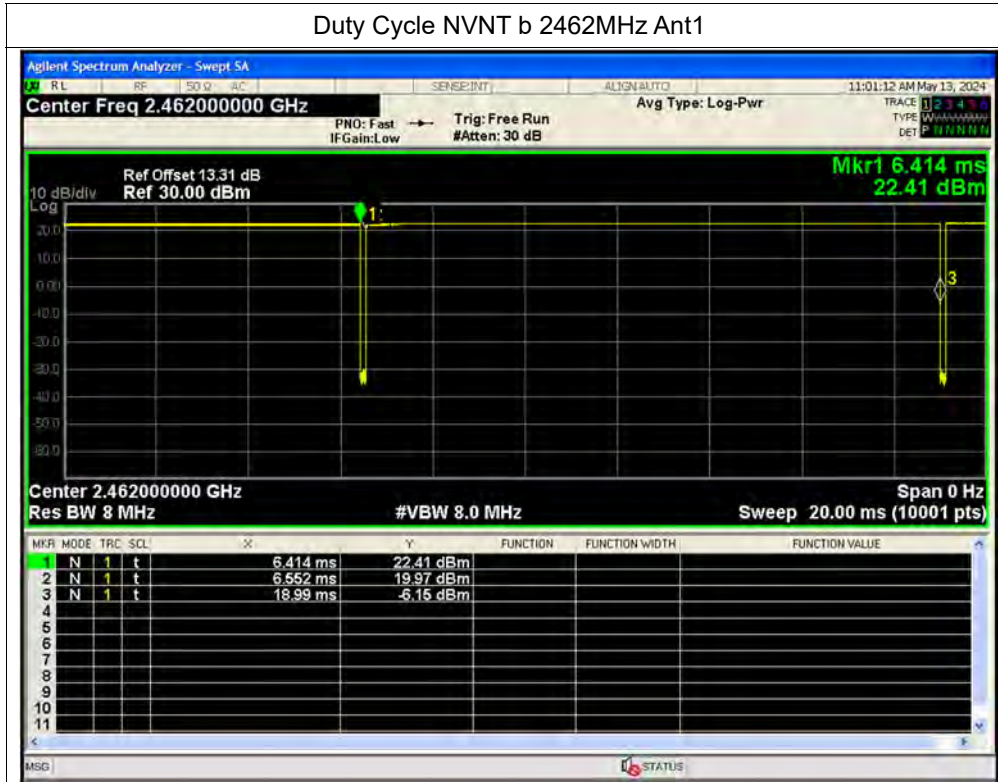 Duty Cycle NVNT b 2462MHz Ant1
Agilent Spectrum Analyzer - Swept SA
RL RF 50 Ω AC SENSE:INT ALIGN AUTO 11:01:12 AM May 13, 2024
Center Freq 2.462000000 GHz Avg Type: Log-Pwr TRACE 1 2 3 4 5 6
PNO: Fast Trig: Free Run TYPE W
IFGain:Low #Atten: 30 dB DET P N N N N N
Mkr1 6.414 ms
Ref Offset 13.31 dB
10 dB/div Ref 30.00 dBm 22.41 dBm
Log
1
20.0
10.0
0.00
3
-10.0
-20.0
-30.0
-40.0
-50.0
-60.0
Center 2.462000000 GHz Span 0 Hz
Res BW 8 MHz #VBW 8.0 MHz Sweep 20.00 ms (10001 pts)
MKR MODE TRC SCL X Y FUNCTION FUNCTION WIDTH FUNCTION VALUE
1 N 1 t 6.414 ms 22.41 dBm
2 N 1 t 6.552 ms 19.97 dBm
3 N 1 t 18.99 ms -6.15 dBm
4
5
6
7
8
9
10
11
MSG STATUS